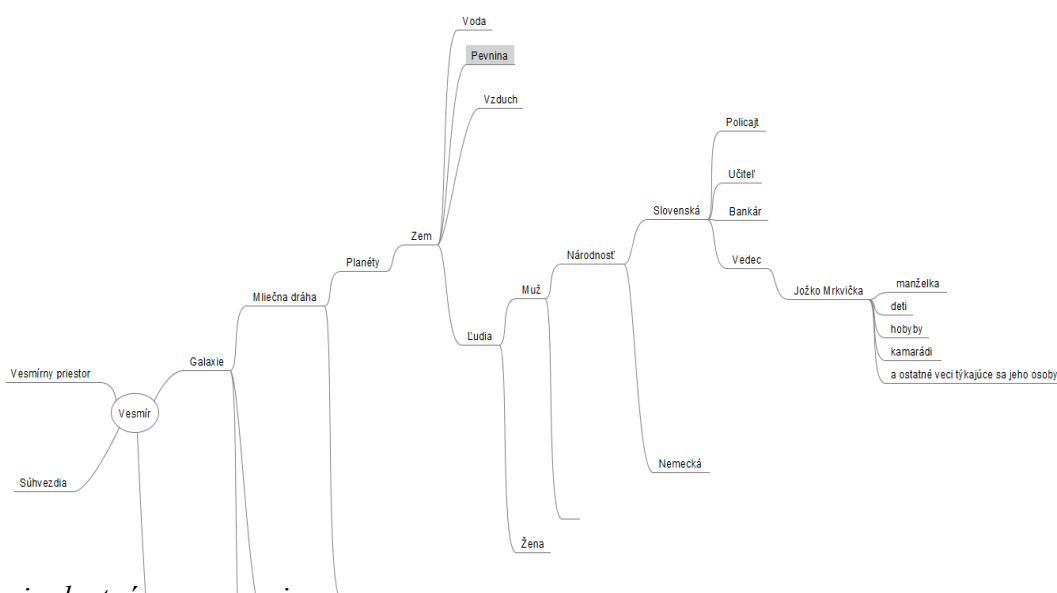 Voda
Pevnina
Vzduch
Policajt
Učiteľ
Slovenská
Bankár
Zem
Národnosť
Vedec
Planéty
Muž
Jožko Mrkvička
manželka
Mliečna dráha
deti
hobyby
Ľudia
kamarádi
Galaxie
Vesmírny priestor
a ostatné veci týkajúce sa jeho osoby
Vesmír
Nemecká
Súhvezdia
Žena